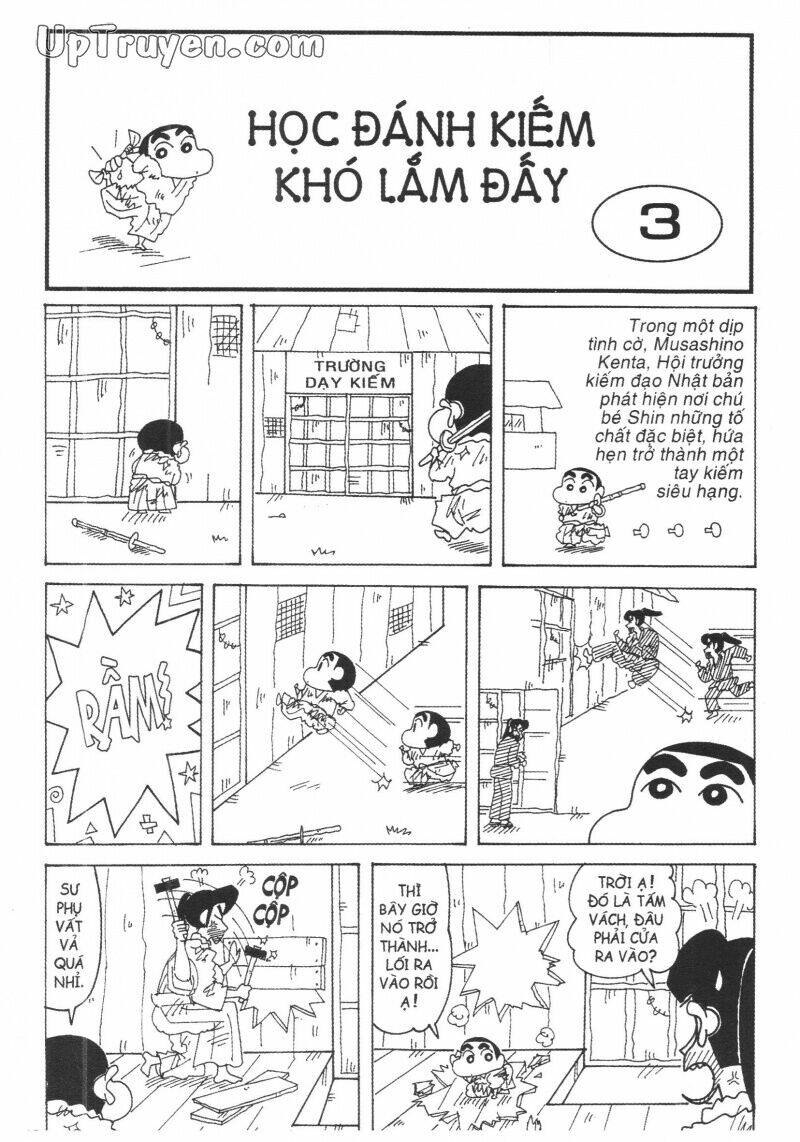 UpTruyen.com
HỌC ĐÁNH KIẾM
KHÓ LẮM ĐẤY
3
Trong một dịp
tình cờ, Musashino
Kenta, Hội trưởng
kiếm đạo Nhật bản
phát hiện nơi chú
bé Shin những tố
chất đặc biệt, hứa
hẹn trở thành một
tay kiếm
siêu hạng.
TRƯỜNG
DẠY KIẾM
RẦM!
TRỜI Ạ!
ĐÓ LÀ TẤM
VÁCH, ĐÂU
PHẢI CỬA
RA VÀO?
THÌ
BÂY GIỜ
NÓ TRỞ
THÀNH...
LỐI RA
VÀO RỒI
Ạ!
CỘP
CỘP
SƯ
PHỤ
VẤT
VẢ
QUÁ
NHỈ.